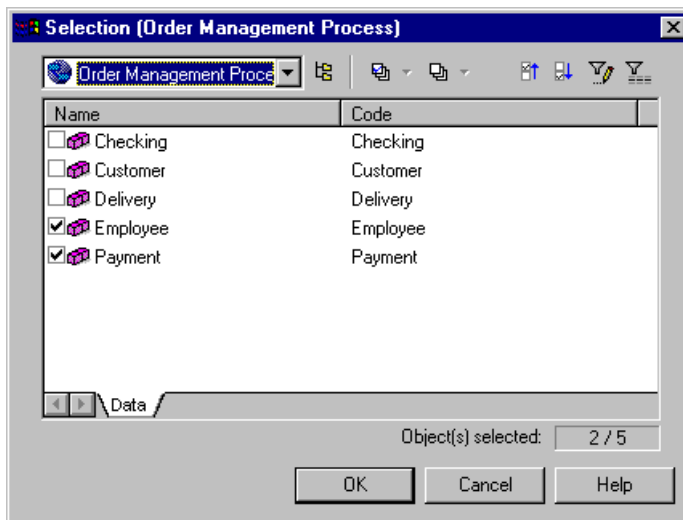 Selection (Order Management Process)
Order Management Proce
Name Code
Checking Checking
Customer Customer
Delivery Delivery
Employee Employee
Payment Payment
Data
Object(s) selected: 2 / 5
OK Cancel Help